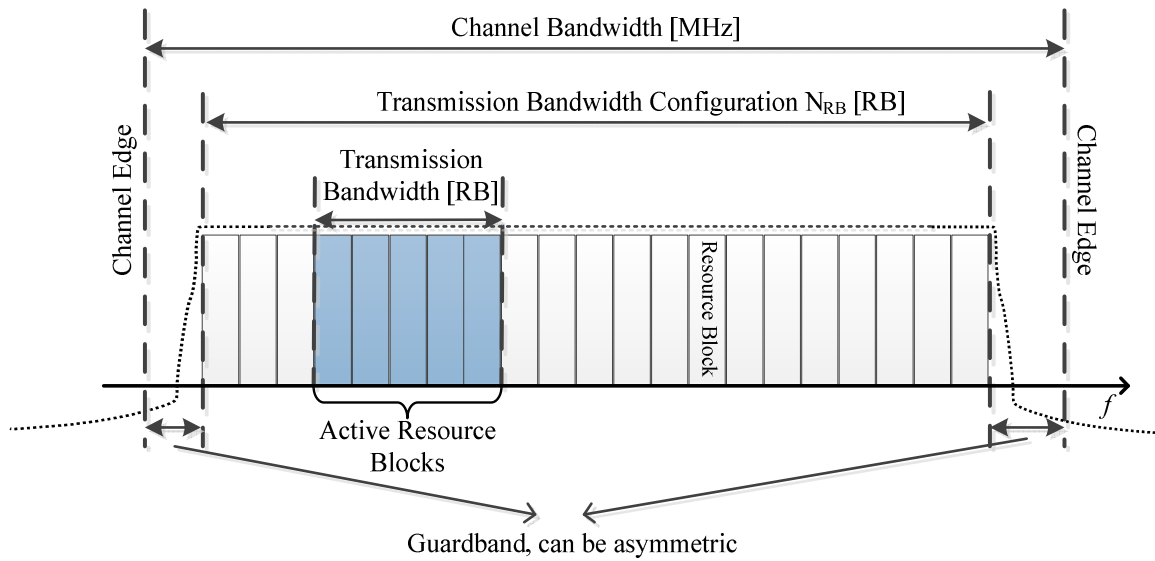 Channel Bandwidth [MHz]
Transmission Bandwidth Configuration NRB [RB]
Channel Edge
Transmission
Bandwidth [RB]
Channel Edge
Resource Block
f
Active Resource
Blocks
Guardband, can be asymmetric